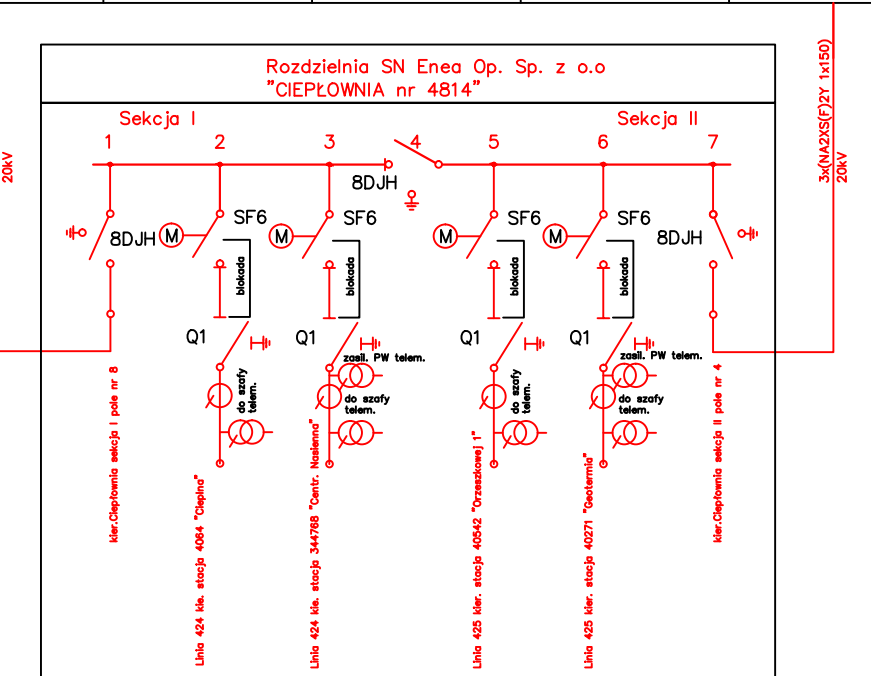 Rozdzielnia SN Enea Op. Sp. z o.o
"CIEPŁOWNIA nr 4814"
Sekcja I
Sekcja II
1
2
3
4
5
6
7
20kV
3x(NA2XS(F)2Y 1x150)
20kV
8DJH
SF6
SF6
SF6
SF6
8DJH
M
M
M
M
8DJH
blokada
blokada
blokada
blokada
Q1
Q1
Q1
Q1
zasil. PW telem.
zasil. PW telem.
do szafy
telem.
do szafy
telem.
do szafy
telem.
do szafy
telem.
kier.Ciepłownia sekcja I pole nr 8
Linia 424 kie. stacja 4064 "Ciepina"
Linia 424 kie. stacja 344768 "Centr. Nasienna"
Linia 425 kier. stacja 40542 "Orzeszkowej 1"
Linia 425 kier. stacja 40271 "Geotermia"
kier.Ciepłownia sekcja II pole nr 4